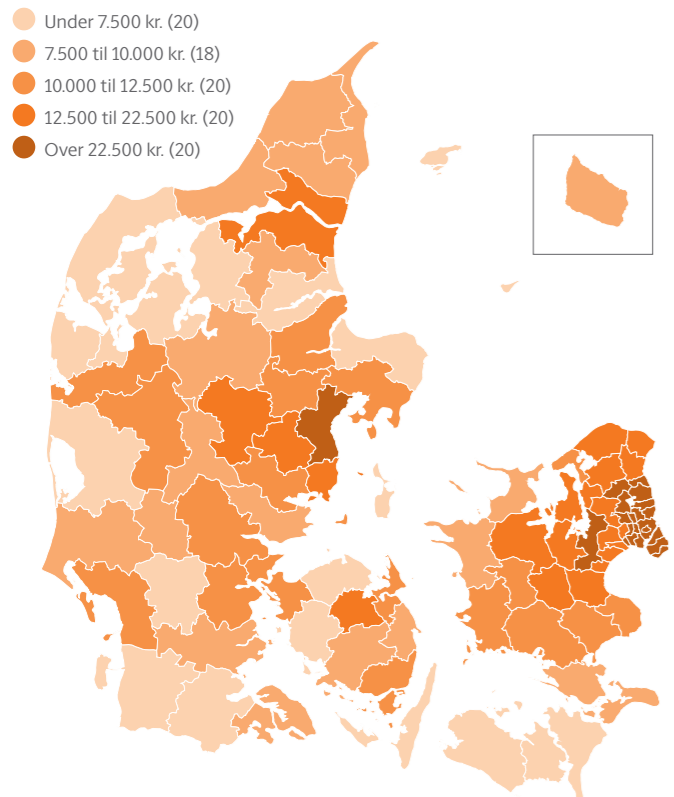 Under 7.500 kr. (20)
7.500 til 10.000 kr. (18)
10.000 til 12.500 kr. (20)
12.500 til 22.500 kr. (20)
Over 22.500 kr. (20)